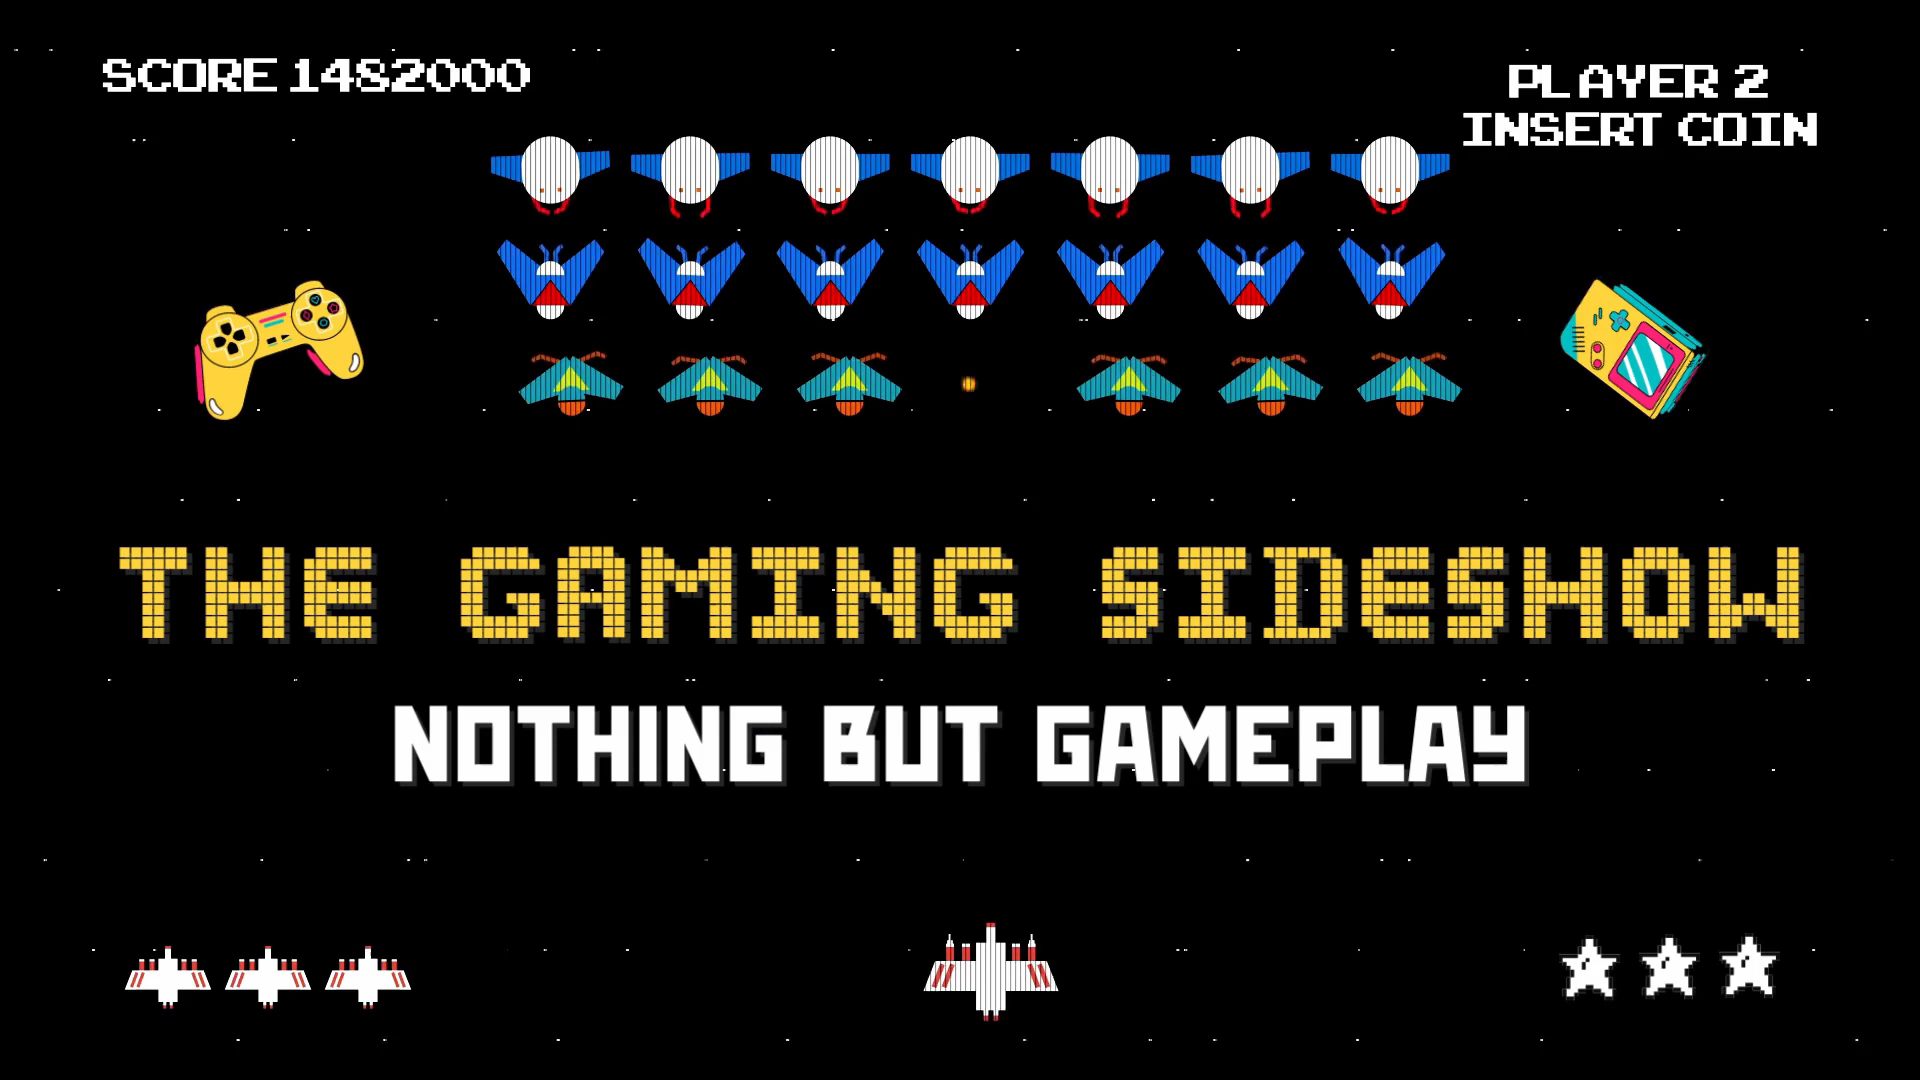 SCORE 1482000
PLAYER 2
INSERT COIN
THE GAMING SIDESHOW
NOTHING BUT GAMEPLAY